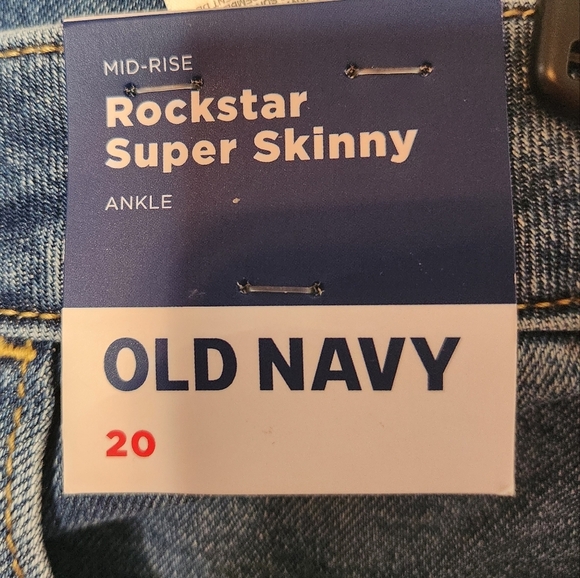 MID-RISE
Rockstar
Super Skinny
ANKLE
OLD NAVY
20